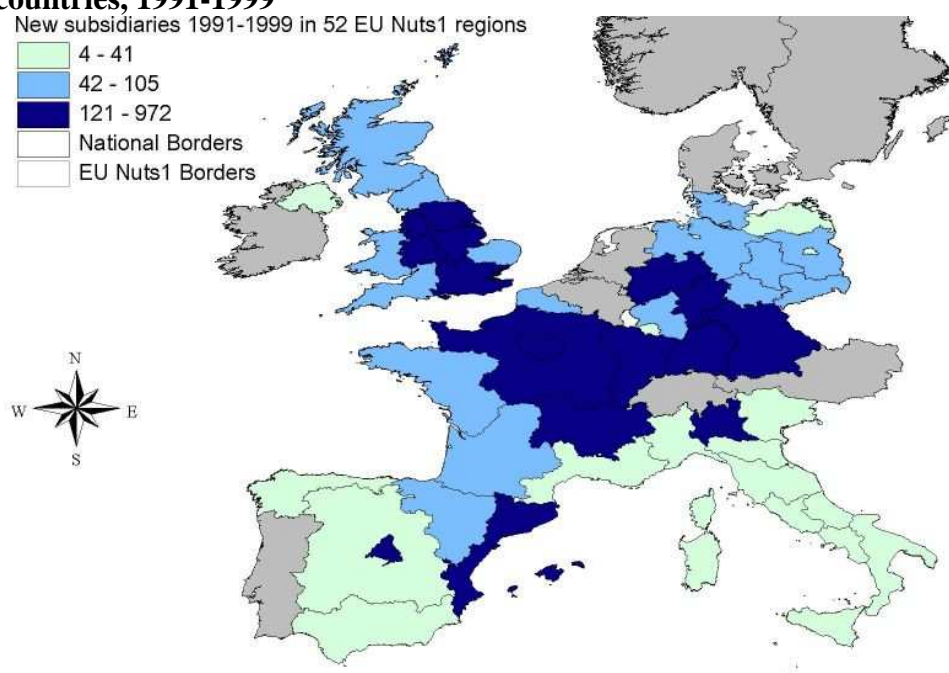 countries, 1991-1999
New subsidiaries 1991-1999 in 52 EU Nuts1 regions
4 - 41
42 - 105
121 - 972
National Borders
EU Nuts1 Borders
N
W E
S